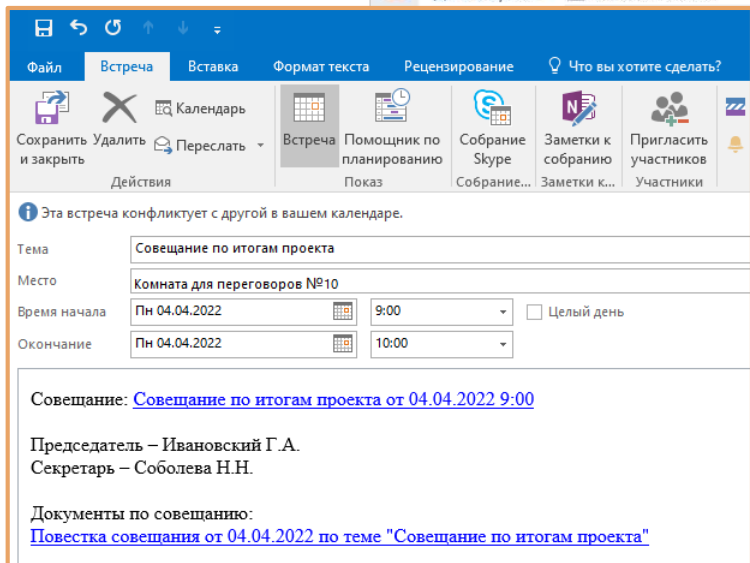 Файл Встреча Вставка Формат текста Рецензирование Что вы хотите сделать?
Сохранить и закрыть
Удалить
Календарь
Переслать
Действия
Встреча
Помощник по планированию
Показ
Собрание Skype
Собрание...
Заметки к собранию
Заметки к...
Пригласить участников
Участники
Эта встреча конфликтует с другой в вашем календаре.
Тема Совещание по итогам проекта
Место Комната для переговоров №10
Время начала Пн 04.04.2022 9:00 Целый день
Окончание Пн 04.04.2022 10:00
Совещание: Совещание по итогам проекта от 04.04.2022 9:00
Председатель – Ивановский Г.А.
Секретарь – Соболева Н.Н.
Документы по совещанию:
Повестка совещания от 04.04.2022 по теме "Совещание по итогам проекта"